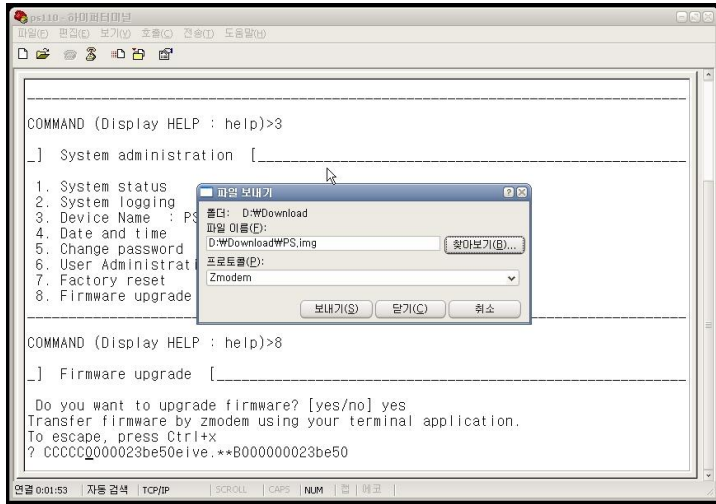 ps110 - 하이퍼터미널
파일(F) 편집(E) 보기(V) 호출(C) 전송(T) 도움말(H)
COMMAND (Display HELP : help)>3
_] System administration [
1. System status
2. System logging
3. Device Name : PS
4. Date and time
5. Change password
6. User Administrati
7. Factory reset
8. Firmware upgrade
파일 보내기
폴더: D:₩Download
파일 이름(F):
D:₩Download₩PS.img
찾아보기(B)...
프로토콜(P):
Zmodem
보내기(S) 닫기(C) 취소
COMMAND (Display HELP : help)>8
_] Firmware upgrade [
Do you want to upgrade firmware? [yes/no] yes
Transfer firmware by zmodem using your terminal application.
To escape, press Ctrl+x
? CCCCC0000023be50eive.**B000000023be50
연결 0:01:53 자동 검색 TCP/IP SCROLL CAPS NUM 캡 에코